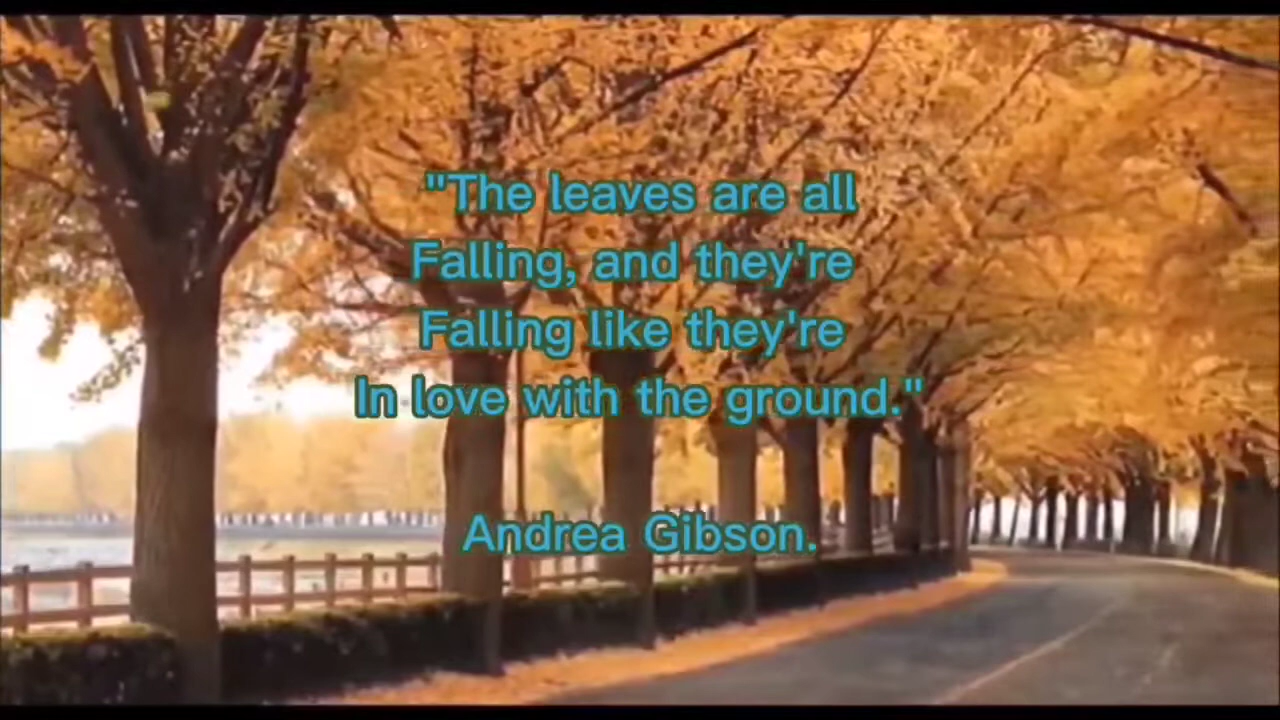 "The leaves are all
Falling, and they're
Falling like they're
In love with the ground."
Andrea Gibson.